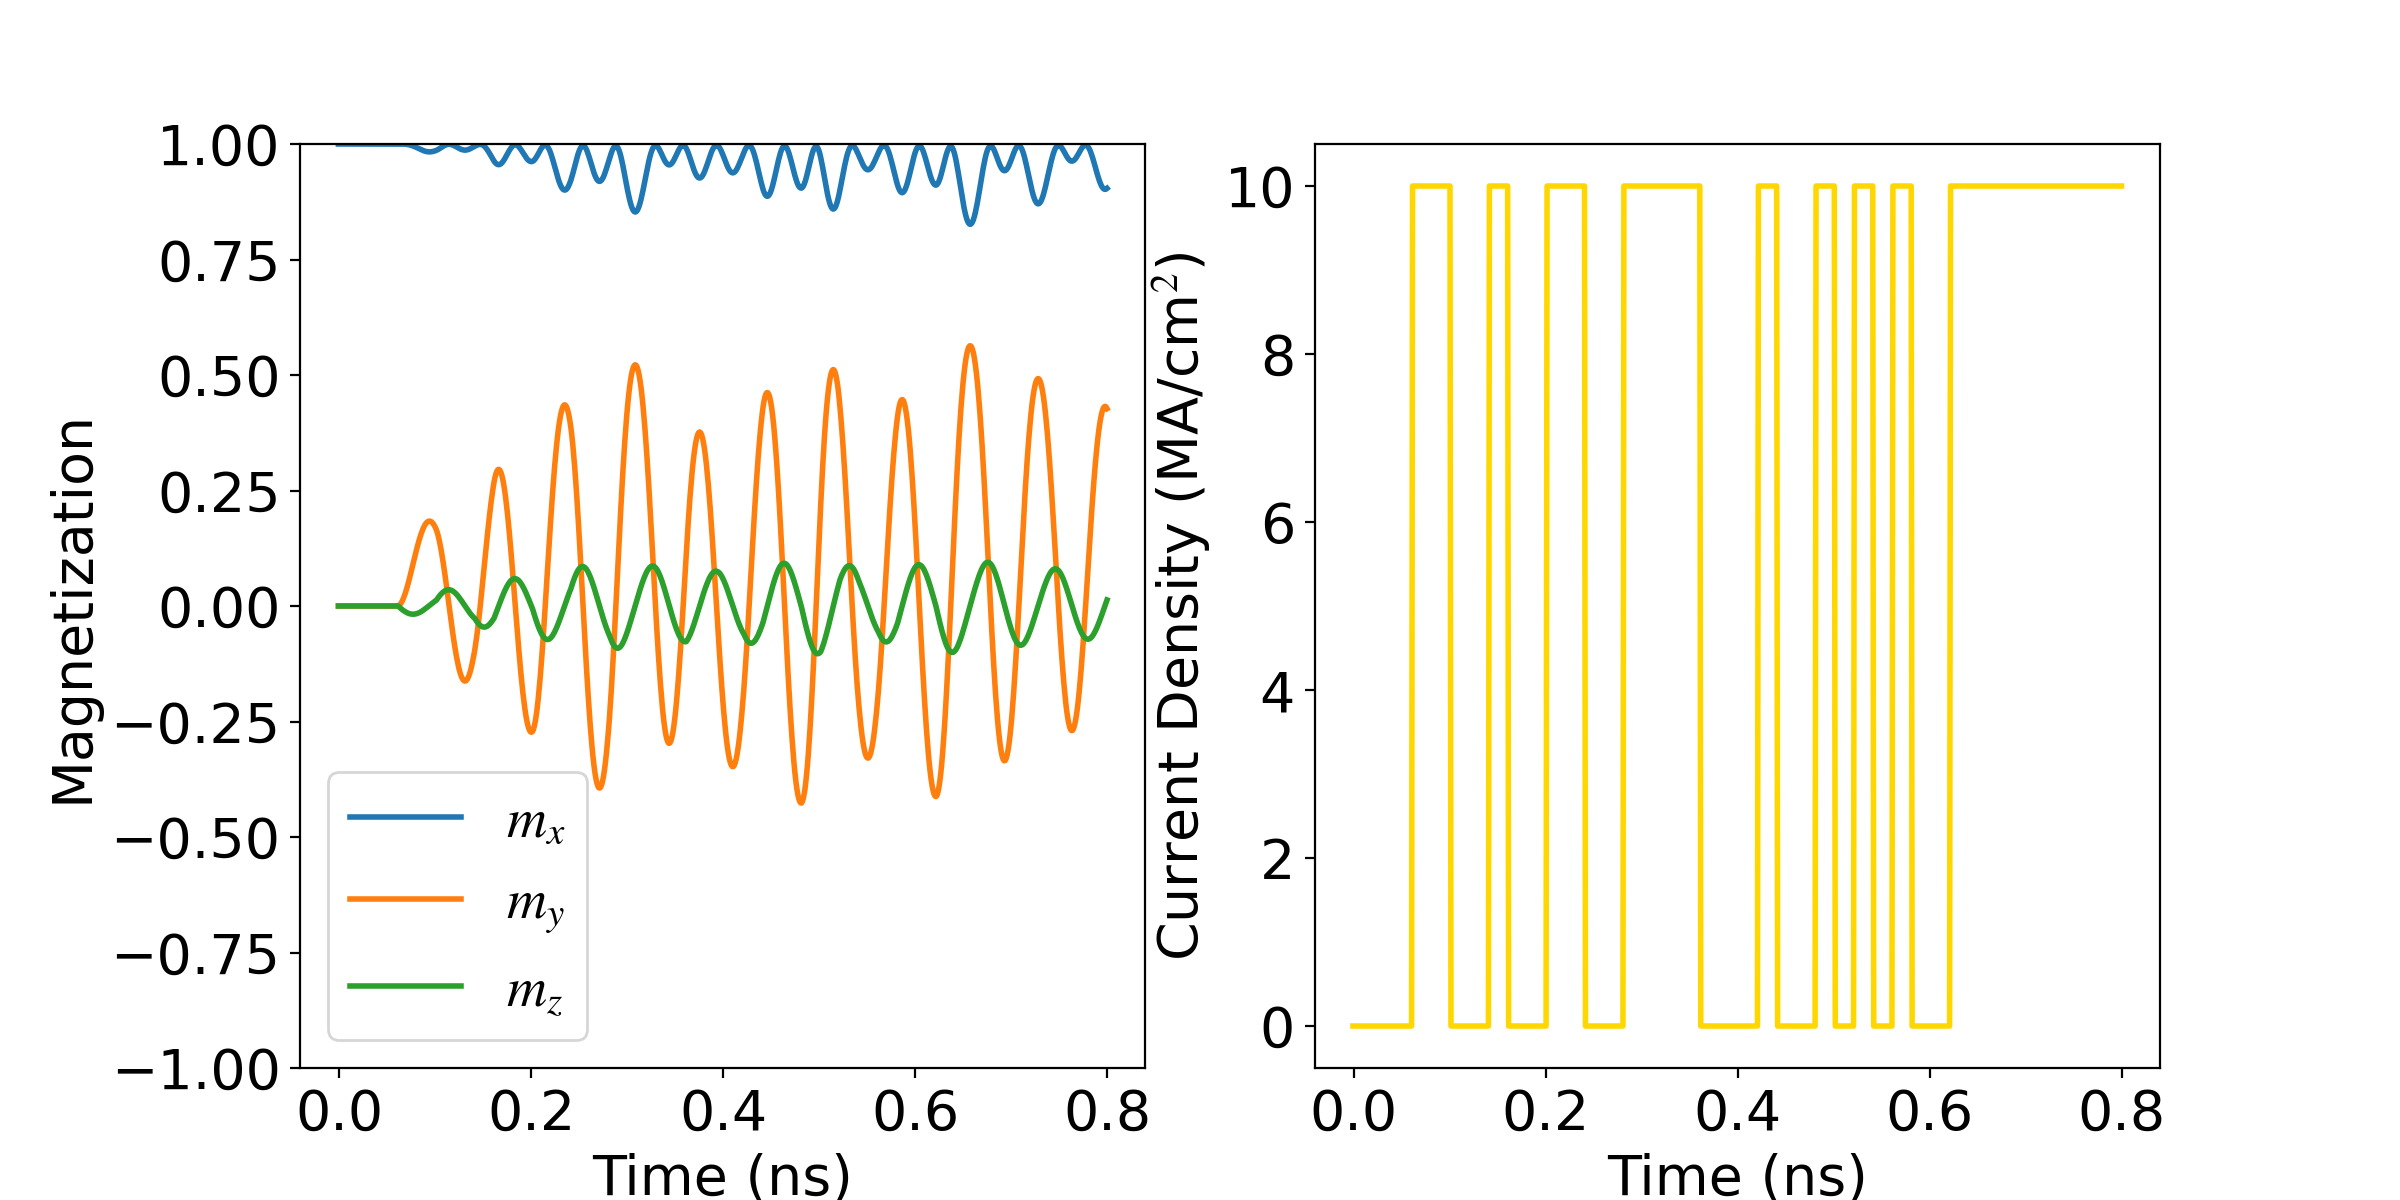 1.00
0.75
0.50
0.25
0.00
−0.25
−0.50
−0.75
−1.00
Magnetization
m_x
m_y
m_z
0.0 0.2 0.4 0.6 0.8
Time (ns)
Current Density (MA/cm²)
10
8
6
4
2
0
0.0 0.2 0.4 0.6 0.8
Time (ns)